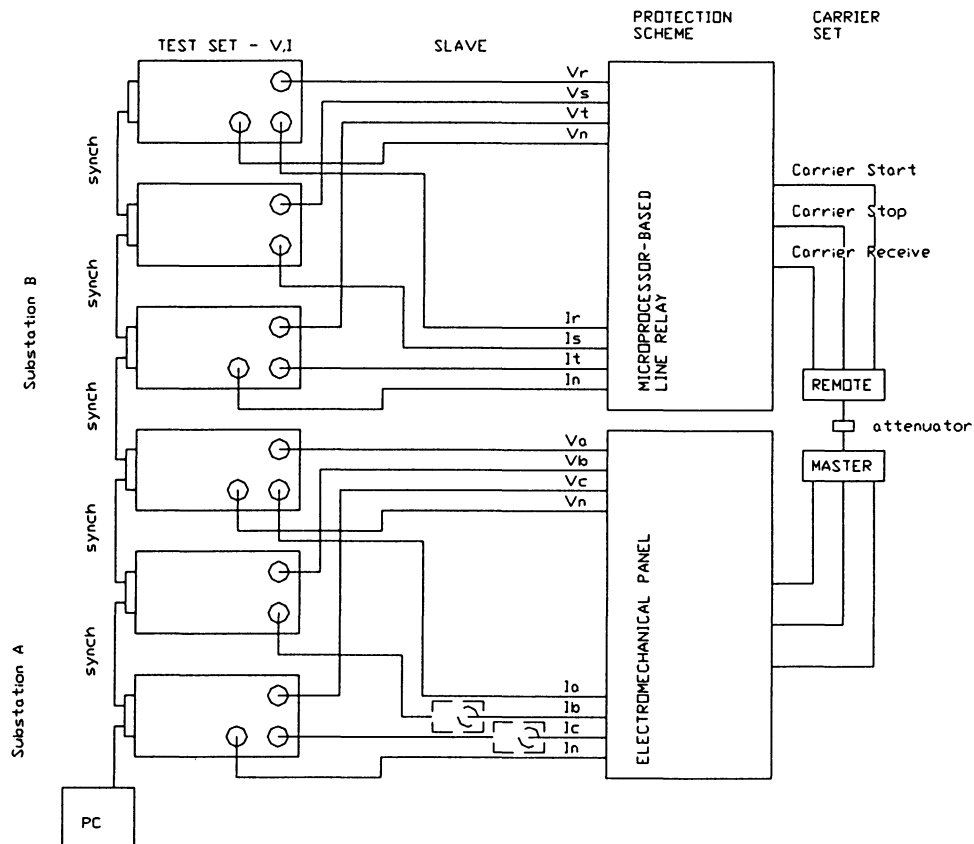 PROTECTION
SCHEME
CARRIER
SET
TEST SET - V,I
SLAVE
Vr
Vs
Vt
Vn
synch
synch
synch
synch
synch
Substation B
Substation A
Ir
Is
It
In
MICROPROCESSOR-BASED
LINE RELAY
Carrier Start
Carrier Stop
Carrier Receive
REMOTE
attenuator
MASTER
Va
Vb
Vc
Vn
Ia
Ib
Ic
In
ELECTROMECHANICAL PANEL
PC